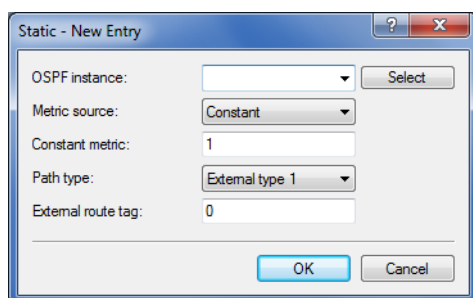 Static - New Entry
OSPF instance: Select
Metric source: Constant
Constant metric: 1
Path type: External type 1
External route tag: 0
OK Cancel